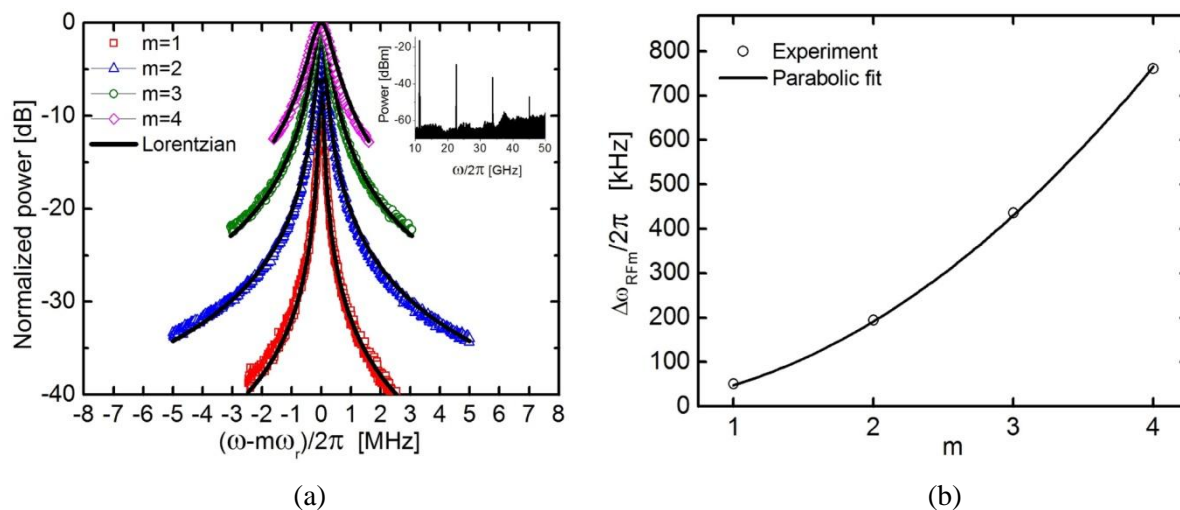 0
-10
-20
-30
-40
Normalized power [dB]
m=1
m=2
m=3
m=4
Lorentzian
-20
-40
-60
Power [dBm]
10 20 30 40 50
ω/2π [GHz]
-8 -7 -6 -5 -4 -3 -2 -1 0 1 2 3 4 5 6 7 8
(ω-mωr)/2π [MHz]
(a)
800
700
600
500
400
300
200
100
0
ΔωRFm/2π [kHz]
Experiment
Parabolic fit
1 2 3 4
m
(b)